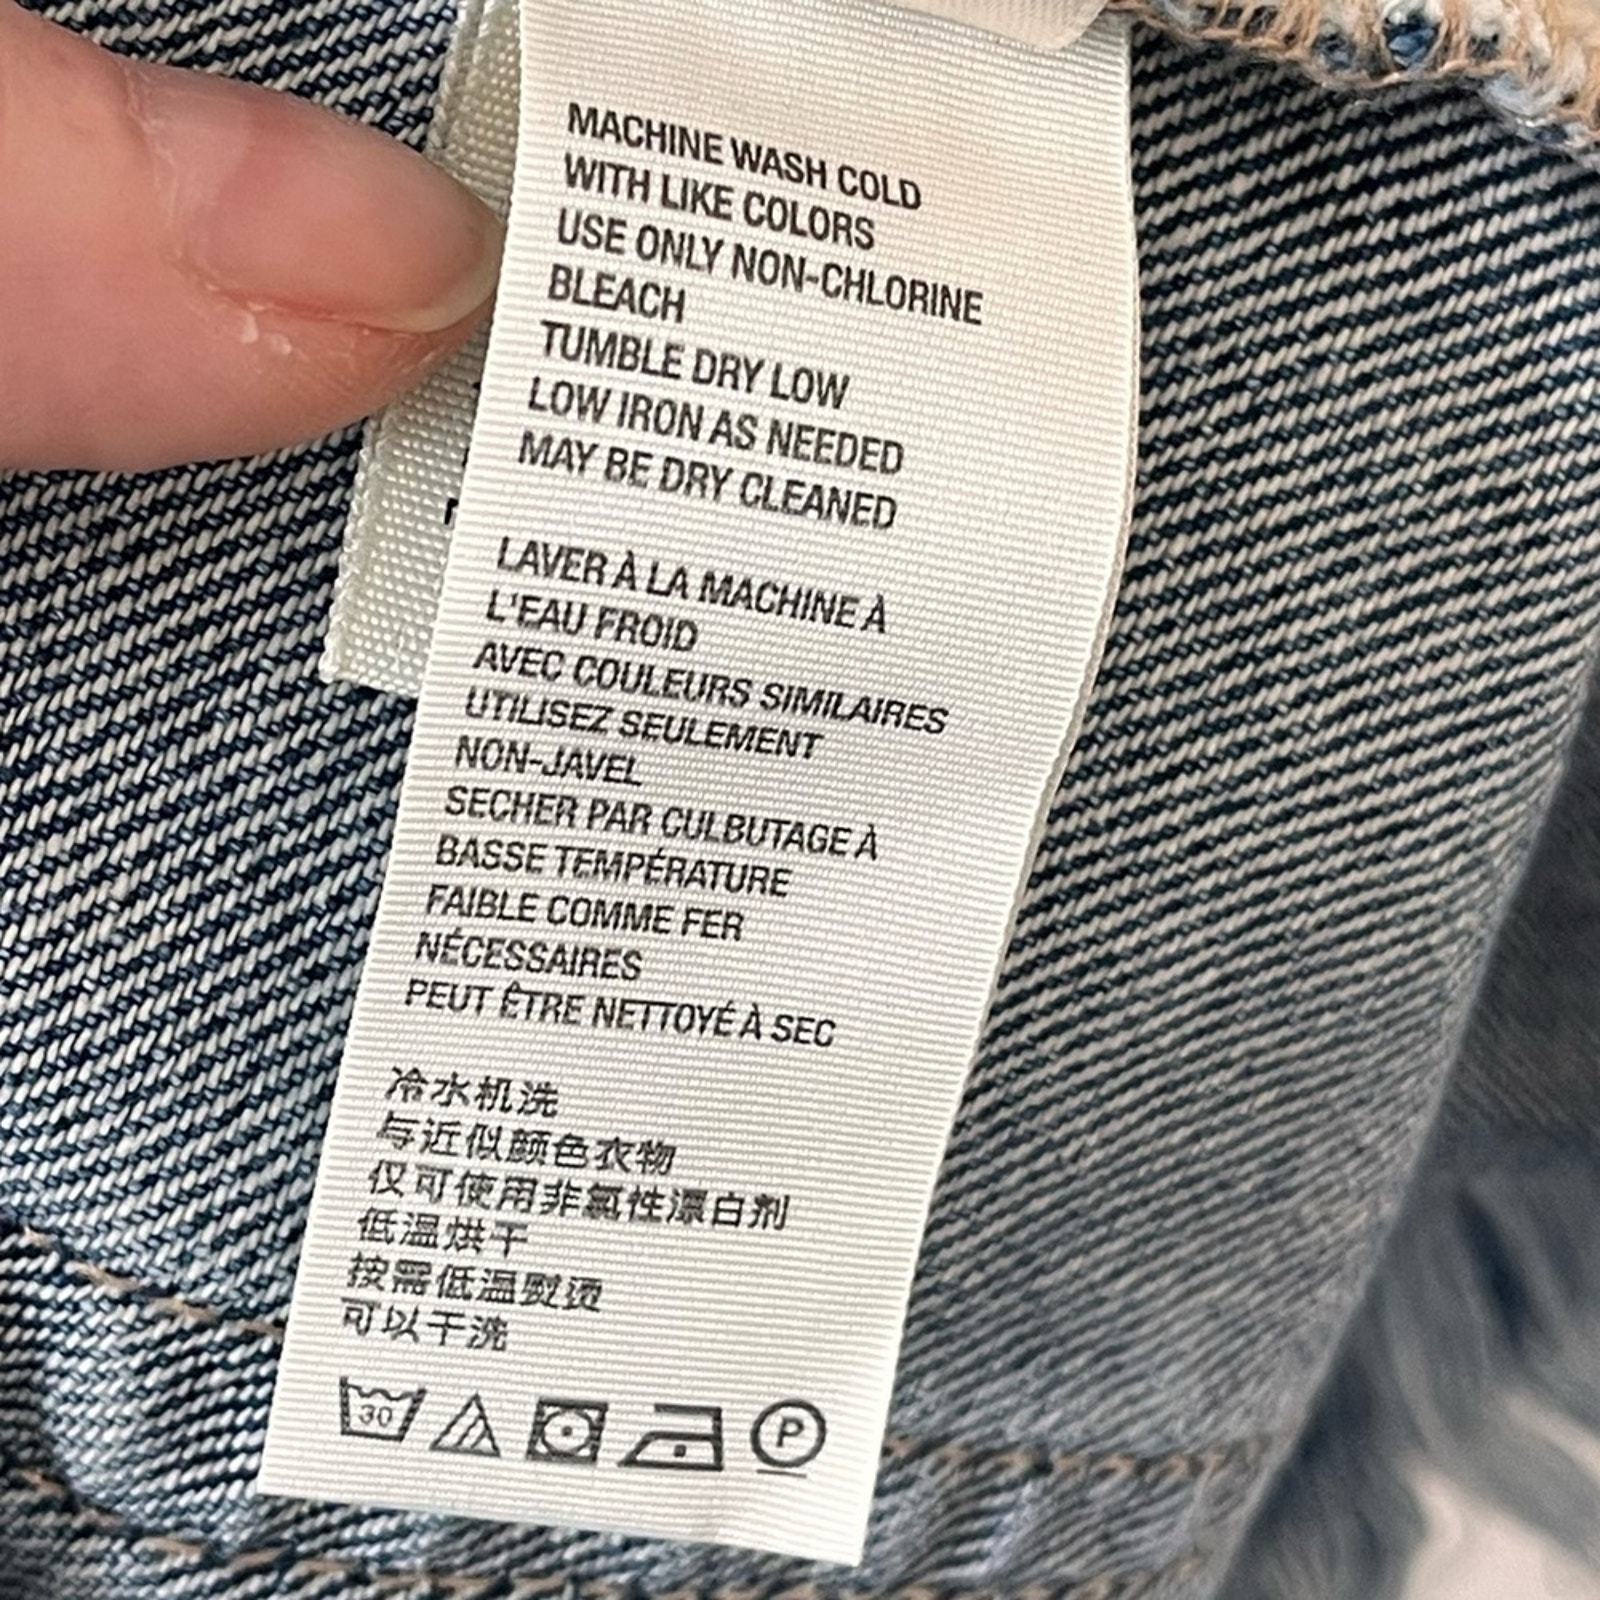 MACHINE WASH COLD
WITH LIKE COLORS
USE ONLY NON-CHLORINE
BLEACH
TUMBLE DRY LOW
LOW IRON AS NEEDED
MAY BE DRY CLEANED
LAVER À LA MACHINE À
L'EAU FROID
AVEC COULEURS SIMILAIRES
UTILISEZ SEULEMENT
NON-JAVEL
SECHER PAR CULBUTAGE À
BASSE TEMPÉRATURE
FAIBLE COMME FER
NÉCESSAIRES
PEUT ÊTRE NETTOYÉ À SEC
冷水机洗
与近似颜色衣物
仅可使用非氯性漂白剂
低温烘干
按需低温熨烫
可以干洗
30 P